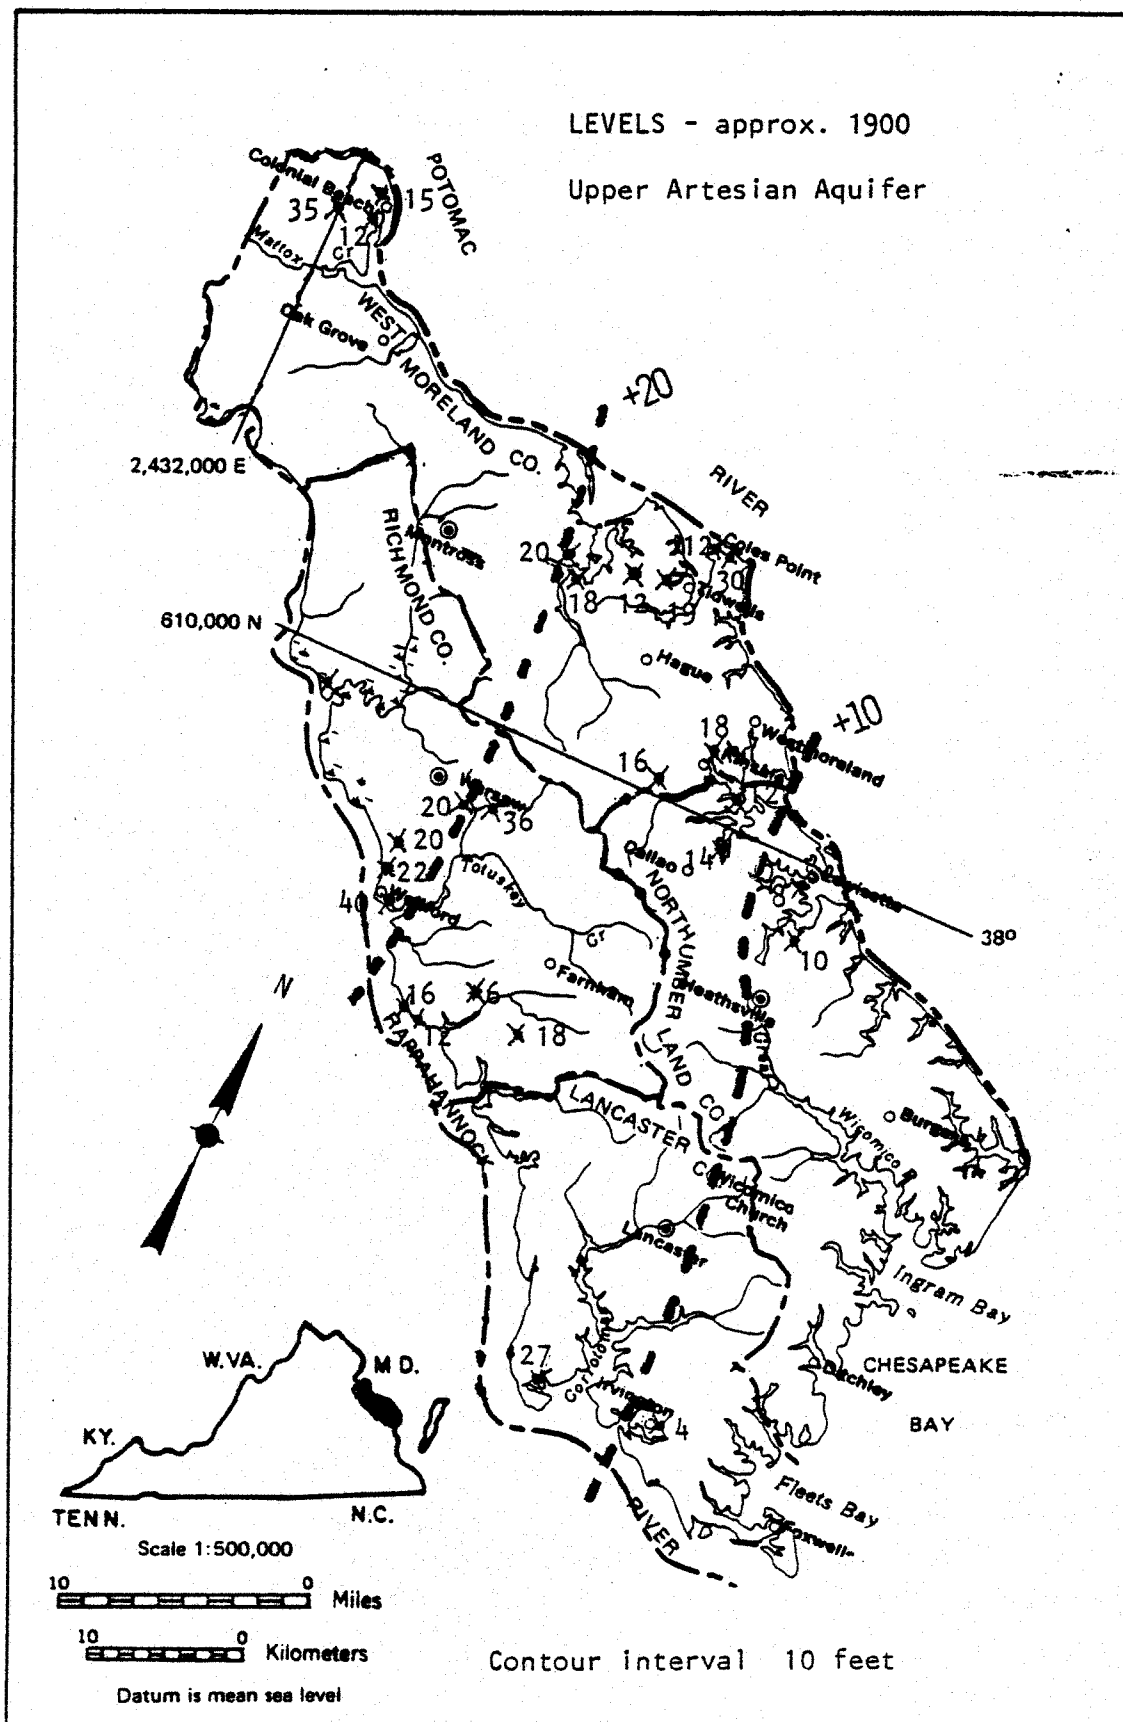 LEVELS - approx. 1900
Upper Artesian Aquifer
POTOMAC
Colonial Beach
15
35
12
Mattox
Cr
Oak Grove
WEST MORELAND CO.
+20
2,432,000 E
RIVER
RICHMOND CO.
Montross
Coles Point
20
12
30
18
12
19
Tidwells
610,000 N
Hague
+10
18
Westmoreland
16
Warsaw
20
36
20
22
Totuskey
Cr
Callao
14
40
NORTHUMBER LAND CO.
38º
10
N
Farnham
Heathsville
16
6
12
18
Great
RAPPAHANNOCK
LANCASTER CO.
Wicomico R
Burgess
Wicomico
Church
Lancaster
Ingram Bay
27
Corrotoman
Irvington
4
Ditchley
CHESAPEAKE
BAY
W.VA.
M D.
KY.
TENN.
N.C.
Fleets Bay
RIVER
Foxwell
Scale 1:500,000
10 0 Miles
10 0 Kilometers
Datum is mean sea level
Contour interval 10 feet